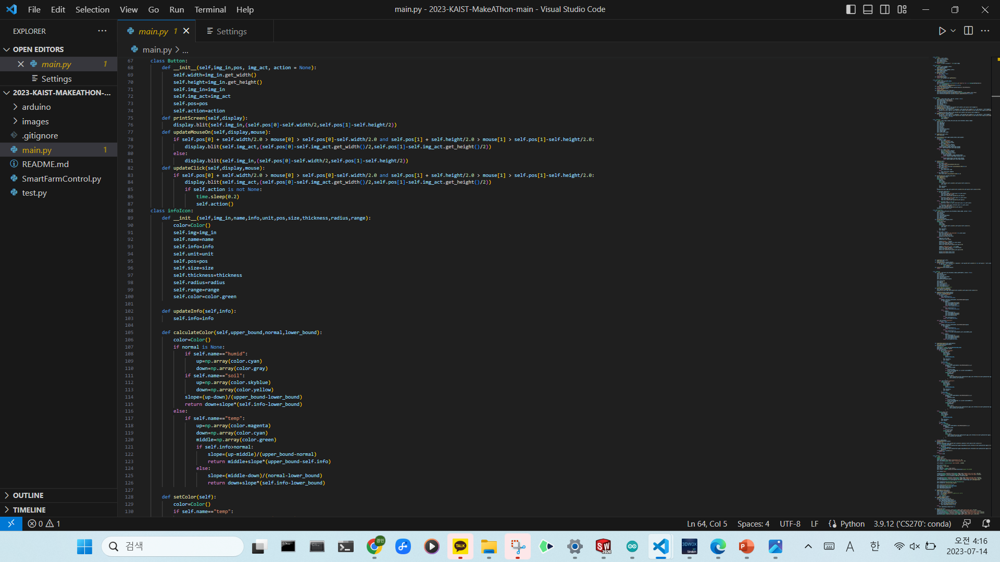 File Edit Selection View Go Run Terminal Help
main.py - 2023-KAIST-MakeAThon-main - Visual Studio Code
EXPLORER
OPEN EDITORS
main.py 1
Settings
2023-KAIST-MAKEATHON-...
arduino
images
.gitignore
main.py 1
README.md
SmartFarmControl.py
test.py
OUTLINE
TIMELINE
main.py 1
Settings
main.py > ...
67 class Button:
68 def __init__(self,img_in,pos, img_act, action = None):
69 self.width=img_in.get_width()
70 self.height=img_in.get_height()
71 self.img_in=img_in
72 self.img_act=img_act
73 self.pos=pos
74 self.action=action
75 def printScreen(self,display):
76 display.blit(self.img_in,(self.pos[0]-self.width/2,self.pos[1]-self.height/2))
77 def updateMouseOn(self,display,mouse):
78 if self.pos[0] + self.width/2.0 > mouse[0] > self.pos[0]-self.width/2.0 and self.pos[1] + self.height/2.0 > mouse[1] > self.pos[1]-self.height/2.0:
79 display.blit(self.img_act,(self.pos[0]-self.img_act.get_width()/2,self.pos[1]-self.img_act.get_height()/2))
80 else:
81 display.blit(self.img_in,(self.pos[0]-self.width/2,self.pos[1]-self.height/2))
82 def updateClick(self,display,mouse):
83 if self.pos[0] + self.width/2.0 > mouse[0] > self.pos[0]-self.width/2.0 and self.pos[1] + self.height/2.0 > mouse[1] > self.pos[1]-self.height/2.0:
84 display.blit(self.img_act,(self.pos[0]-self.img_act.get_width()/2,self.pos[1]-self.img_act.get_height()/2))
85 if self.action is not None:
86 time.sleep(0.2)
87 self.action()
88 class infoIcon:
89 def __init__(self,img_in,name,info,unit,pos,size,thickness,radius,range):
90 color=Color()
91 self.img=img_in
92 self.name=name
93 self.info=info
94 self.unit=unit
95 self.pos=pos
96 self.size=size
97 self.thickness=thickness
98 self.radius=radius
99 self.range=range
100 self.color=color.green
101
102 def updateInfo(self,info):
103 self.info=info
104
105 def calculateColor(self,upper_bound,normal,lower_bound):
106 color=Color()
107 if normal is None:
108 if self.name=="humid":
109 up=np.array(color.cyan)
110 down=np.array(color.gray)
111 if self.name=="soil":
112 up=np.array(color.skyblue)
113 down=np.array(color.yellow)
114 slope=(up-down)/(upper_bound-lower_bound)
115 return down+slope*(self.info-lower_bound)
116 else:
117 if self.name=="temp":
118 up=np.array(color.magenta)
119 down=np.array(color.cyan)
120 middle=np.array(color.green)
121 if self.info>normal:
122 slope=(up-middle)/(upper_bound-normal)
123 return middle+slope*(upper_bound-self.info)
124 else:
125 slope=(middle-down)/(normal-lower_bound)
126 return down+slope*(self.info-lower_bound)
127
128 def setColor(self):
129 color=Color()
130 if self.name=="temp":
0 1
Ln 64, Col 5 Spaces: 4 UTF-8 LF {} Python 3.9.12 ('CS270': conda)
검색
경민
TALK
SW 2020
3DWOX
Sindoh
P
A 한
오전 4:16
2023-07-14